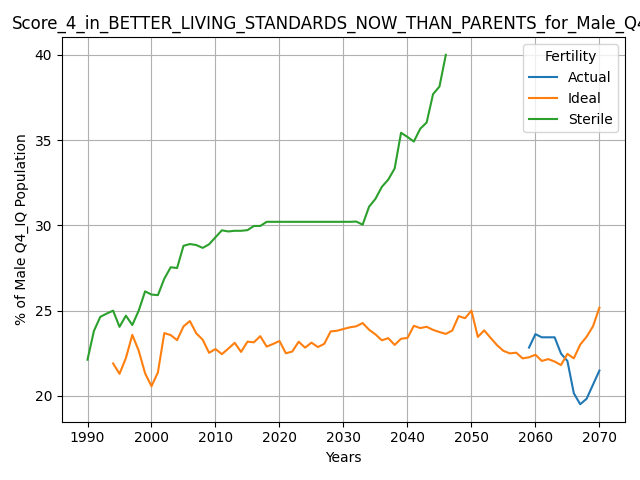 Score_4_in_BETTER_LIVING_STANDARDS_NOW_THAN_PARENTS_for_Male_Q4
Fertility
Actual
Ideal
Sterile
% of Male Q4_IQ Population
40
35
30
25
20
1990 2000 2010 2020 2030 2040 2050 2060 2070
Years